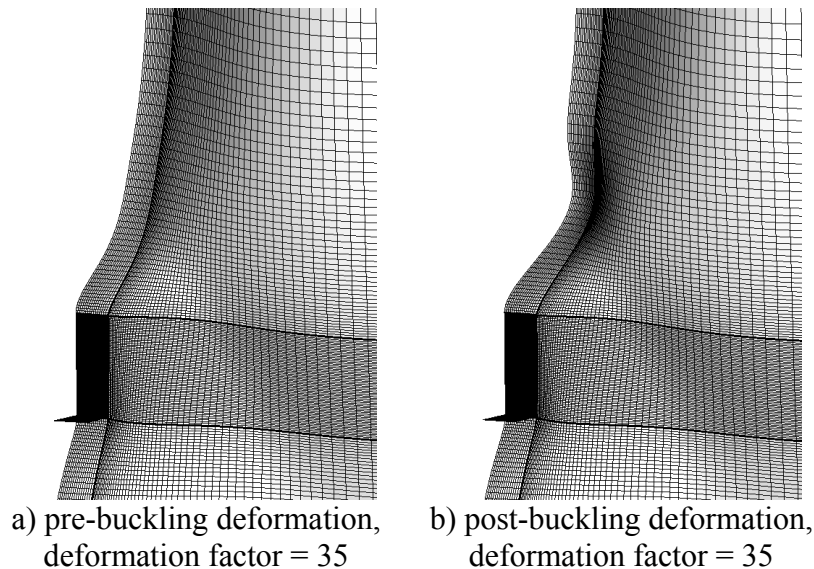 a) pre-buckling deformation,
deformation factor = 35
b) post-buckling deformation,
deformation factor = 35